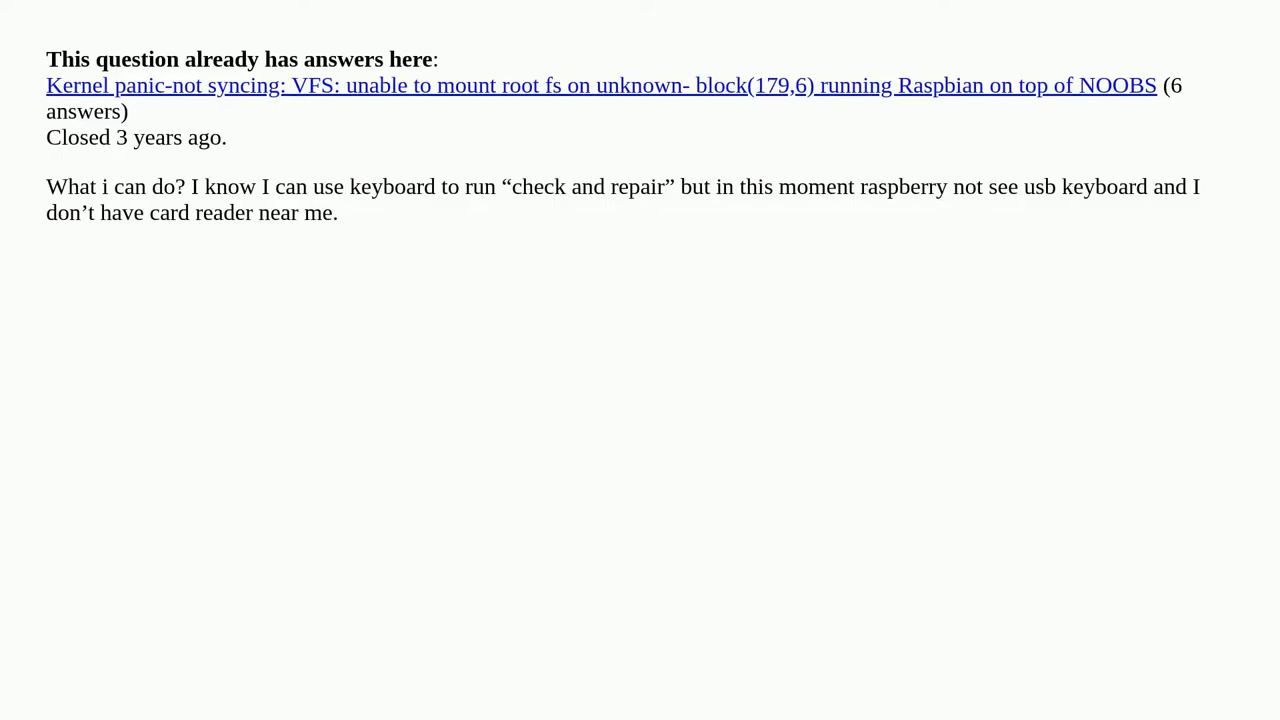 This question already has answers here:
Kernel panic-not syncing: VFS: unable to mount root fs on unknown- block(179,6) running Raspbian on top of NOOBS (6
answers)
Closed 3 years ago.
What i can do? I know I can use keyboard to run “check and repair” but in this moment raspberry not see usb keyboard and I
don’t have card reader near me.